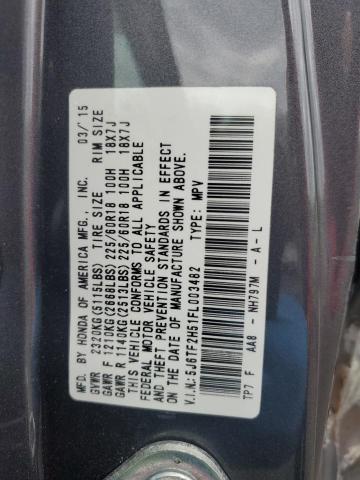 MFD. BY HONDA OF AMERICA MFG., INC. 03/'15
GVWR 2320KG(5115LBS) TIRE SIZE RIM SIZE
GAWR F 1210KG(2668LBS) 225/60R18 100H 18X7J
GAWR R 1140KG(2513LBS) 225/60R18 100H 18X7J
THIS VEHICLE CONFORMS TO ALL APPLICABLE
FEDERAL MOTOR VEHICLE SAFETY
AND THEFT PREVENTION STANDARDS IN EFFECT
ON THE DATE OF MANUFACTURE SHOWN ABOVE.
V.I.N.:5J6TF2H51FL003482 TYPE: MPV
TP7 F AA8 - NH797M - A - L